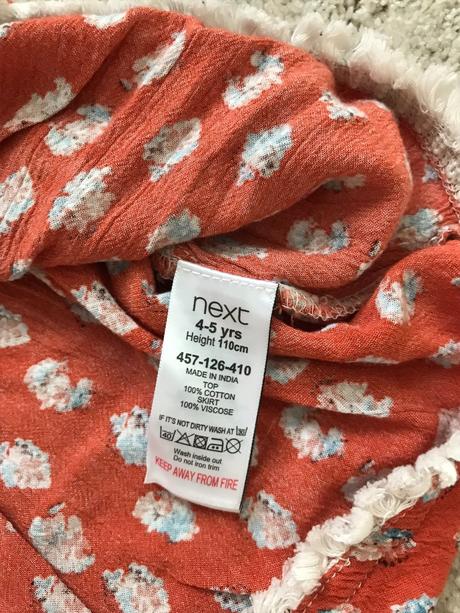 next
4-5 yrs
Height 110cm
457-126-410
MADE IN INDIA
TOP
100% COTTON
SKIRT
100% VISCOSE
IF IT'S NOT DIRTY WASH AT 30
40
Wash inside out
Do not iron trim
KEEP AWAY FROM FIRE